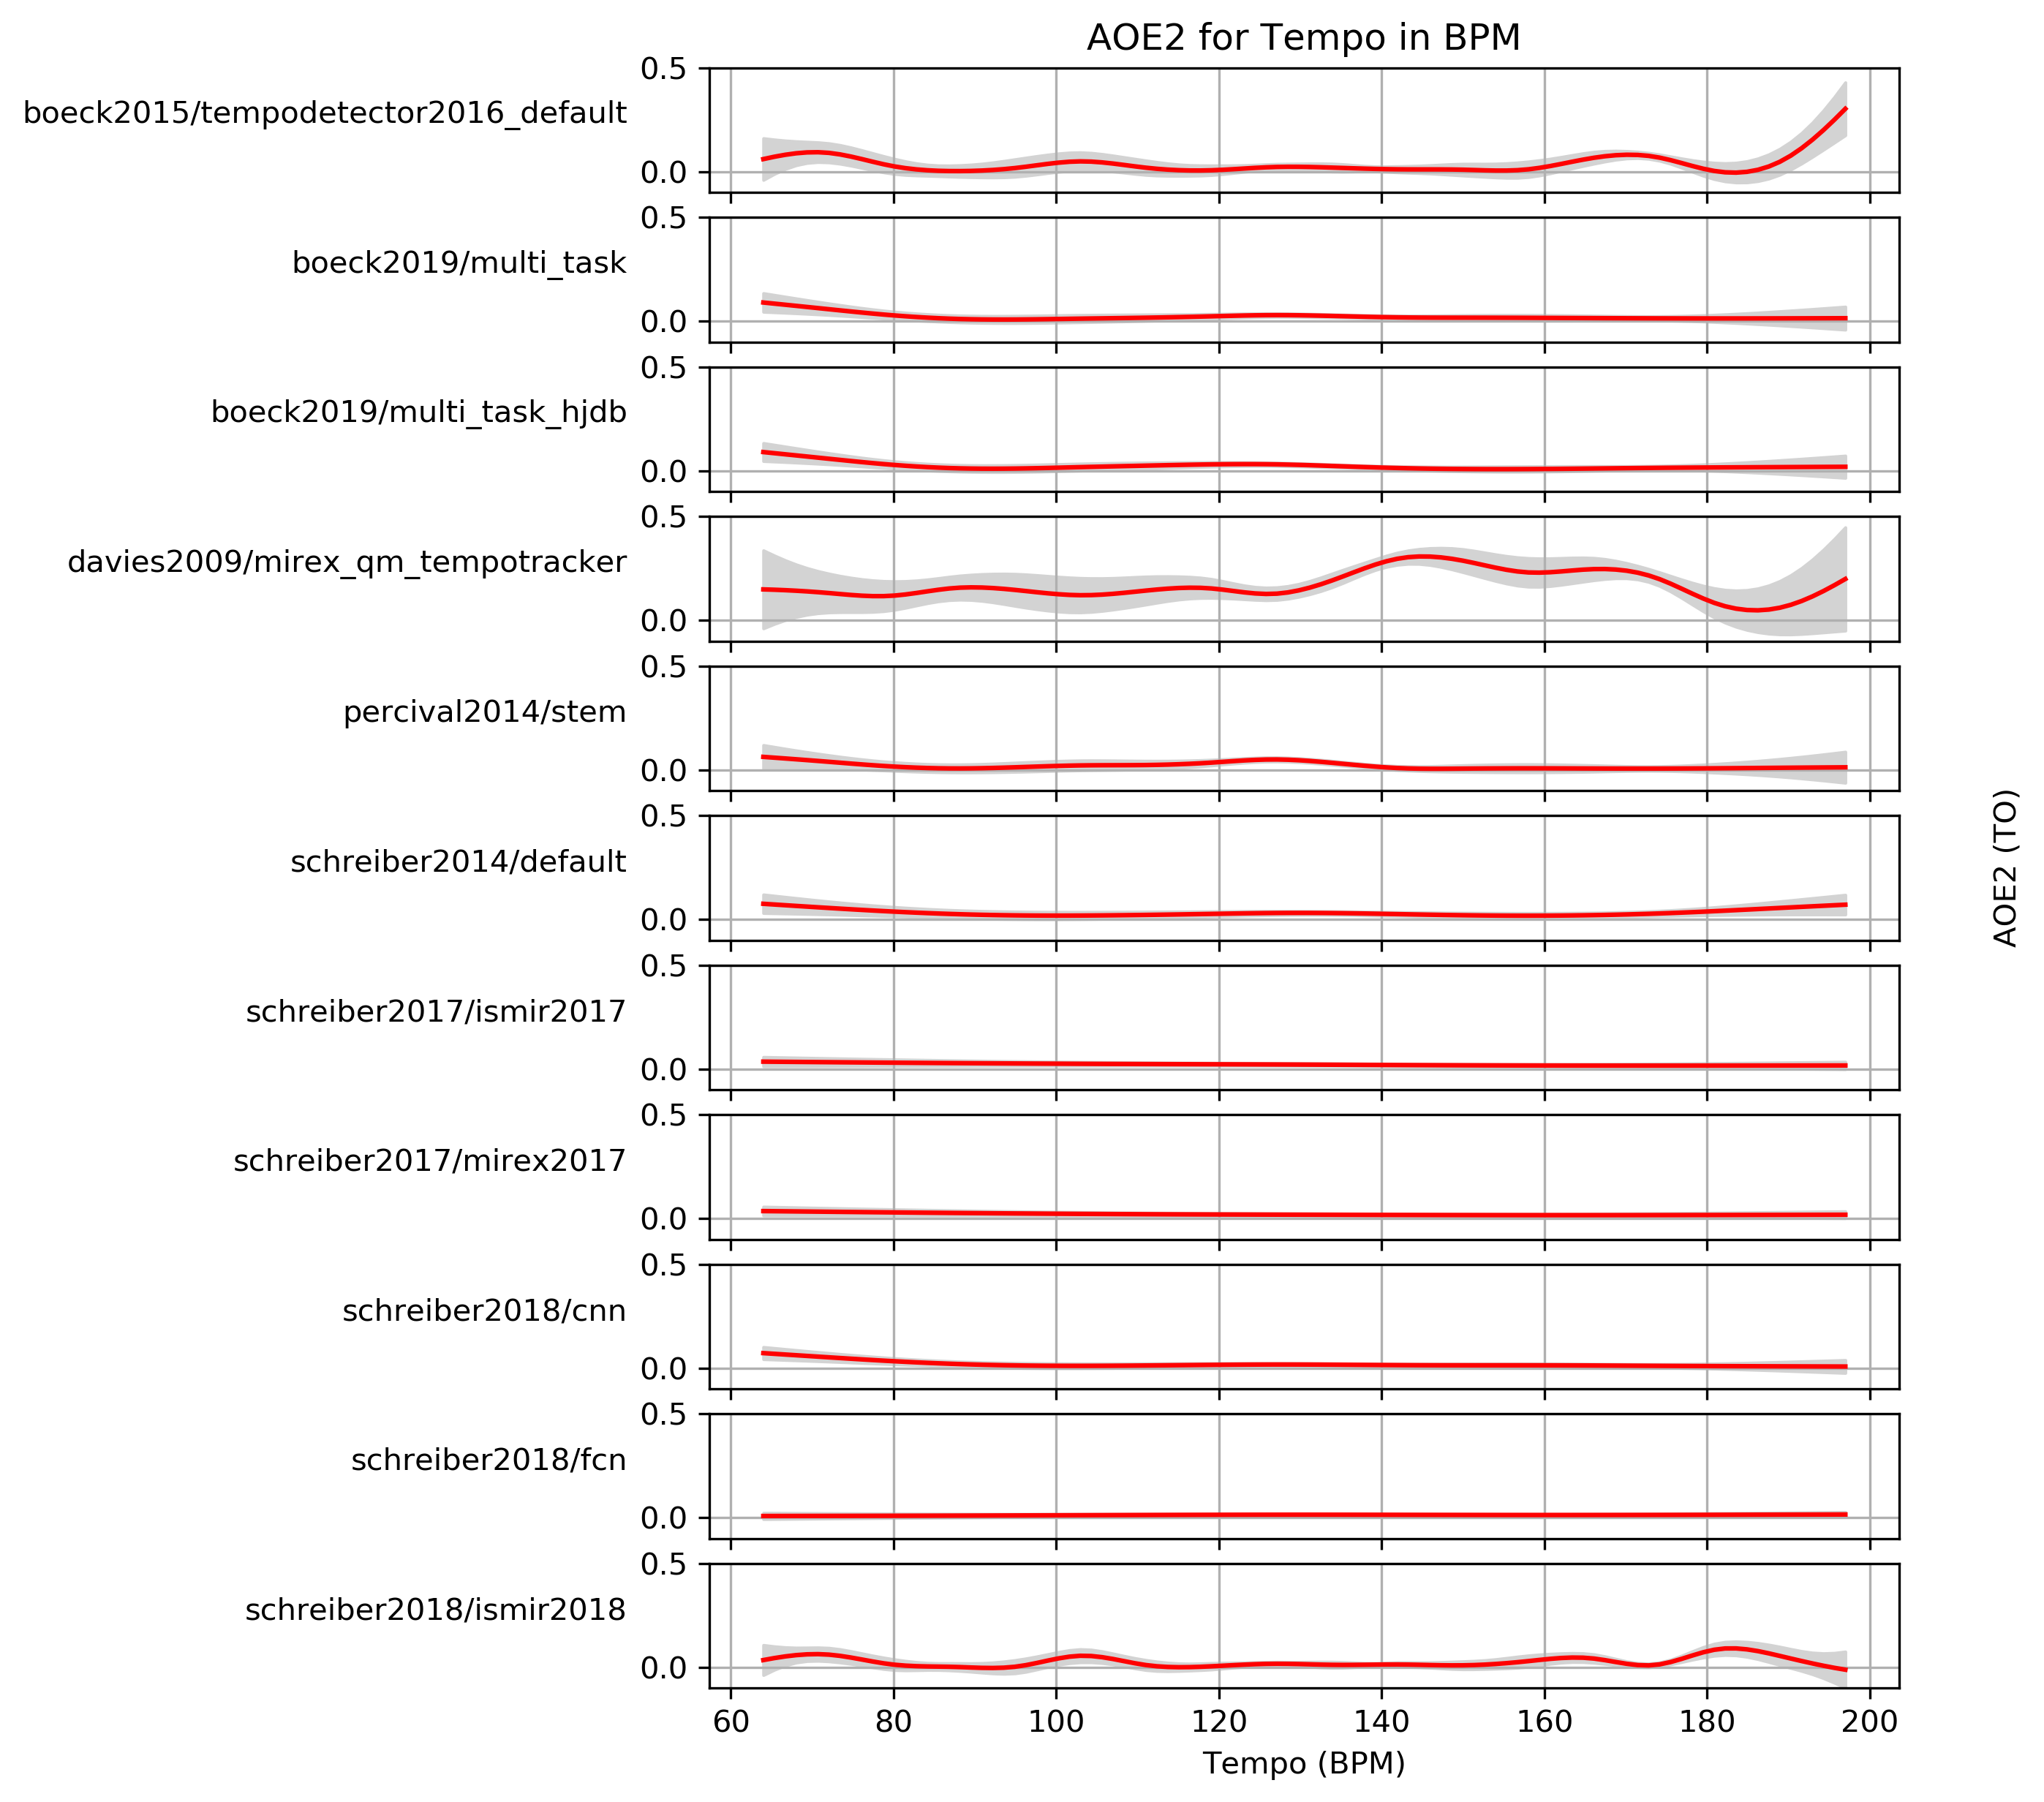 AOE2 for Tempo in BPM
0.5
boeck2015/tempodetector2016_default
0.0
0.5
boeck2019/multi_task
0.0
0.5
boeck2019/multi_task_hjdb
0.0
0.5
davies2009/mirex_qm_tempotracker
0.0
0.5
percival2014/stem
0.0
0.5
schreiber2014/default
0.0
AOE2 (TO)
0.5
schreiber2017/ismir2017
0.0
0.5
schreiber2017/mirex2017
0.0
0.5
schreiber2018/cnn
0.0
0.5
schreiber2018/fcn
0.0
0.5
schreiber2018/ismir2018
0.0
60 80 100 120 140 160 180 200
Tempo (BPM)